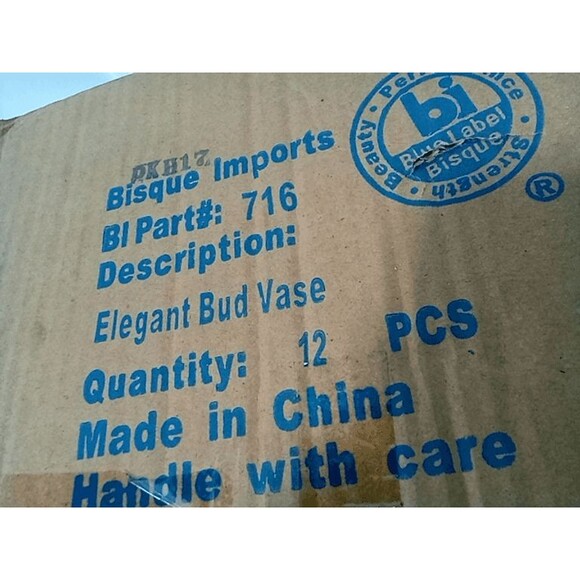 Beauty · Performance · Strength ·
bi
Blue Label
Bisque
®
PKH17
Bisque Imports
BI Part#: 716
Description:
Elegant Bud Vase
Quantity: 12 PCS
Made in China
Handle with care